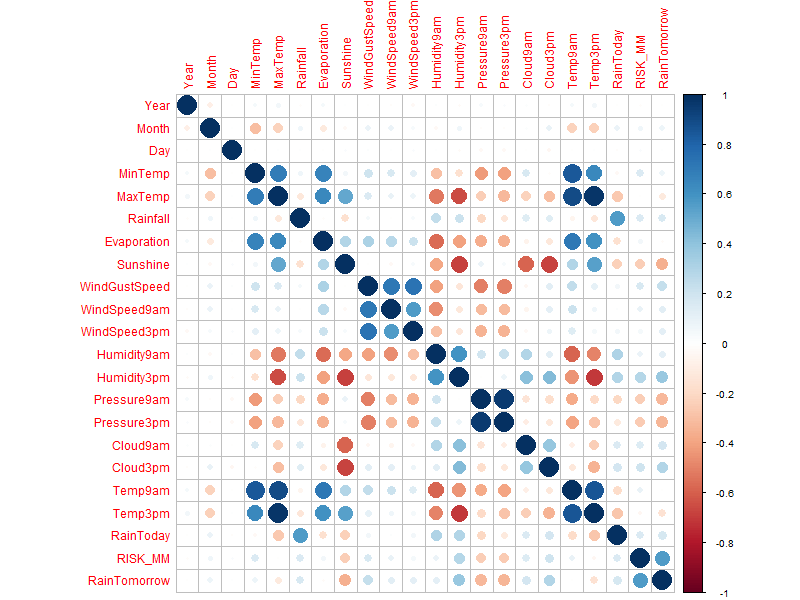 Year
Month
Day
MinTemp
MaxTemp
Rainfall
Evaporation
Sunshine
WindGustSpeed
WindSpeed9am
WindSpeed3pm
Humidity9am
Humidity3pm
Pressure9am
Pressure3pm
Cloud9am
Cloud3pm
Temp9am
Temp3pm
RainToday
RISK_MM
RainTomorrow
Year
Month
Day
MinTemp
MaxTemp
Rainfall
Evaporation
Sunshine
WindGustSpeed
WindSpeed9am
WindSpeed3pm
Humidity9am
Humidity3pm
Pressure9am
Pressure3pm
Cloud9am
Cloud3pm
Temp9am
Temp3pm
RainToday
RISK_MM
RainTomorrow
1
0.8
0.6
0.4
0.2
0
-0.2
-0.4
-0.6
-0.8
-1